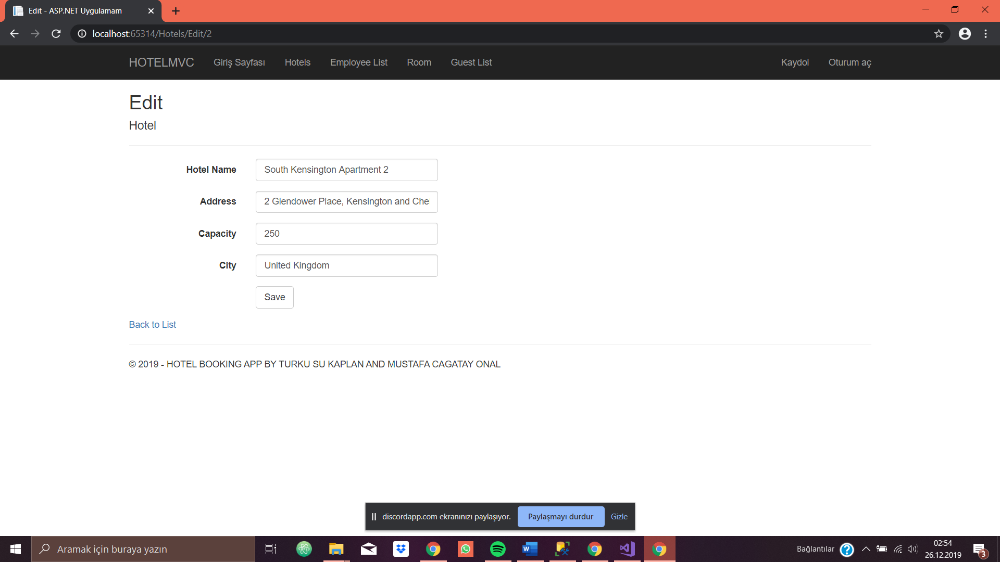 Edit - ASP.NET Uygulamam
localhost:65314/Hotels/Edit/2
HOTELMVC Giriş Sayfası Hotels Employee List Room Guest List Kaydol Oturum aç
Edit
Hotel
Hotel Name South Kensington Apartment 2
Address 2 Glendower Place, Kensington and Che
Capacity 250
City United Kingdom
Save
Back to List
© 2019 - HOTEL BOOKING APP BY TURKU SU KAPLAN AND MUSTAFA CAGATAY ONAL
discordapp.com ekranınızı paylaşıyor. Paylaşmayı durdur Gizle
Aramak için buraya yazın
Bağlantılar
02:54
26.12.2019
3